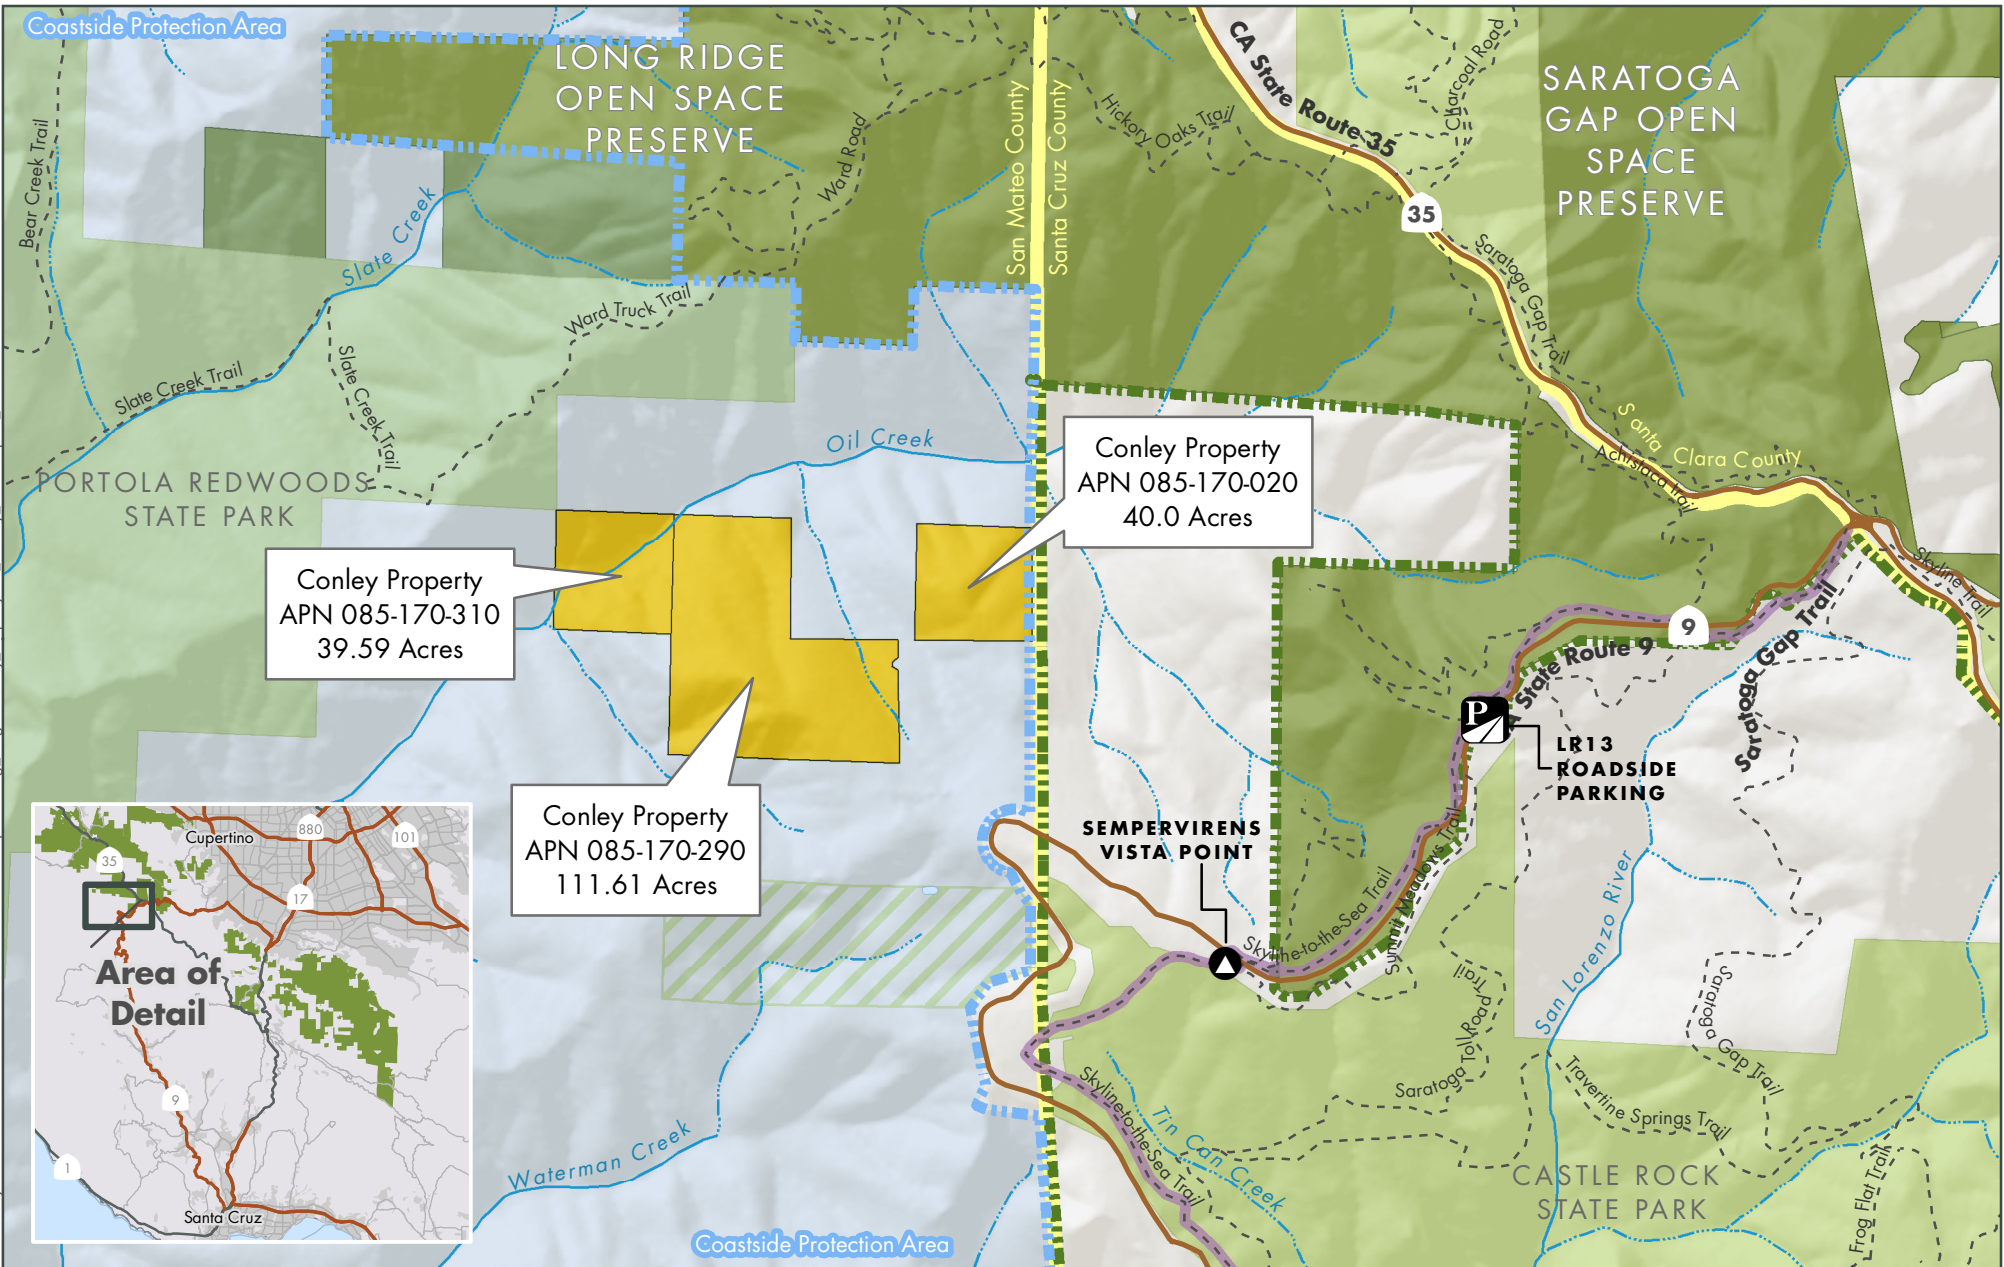 Coastside Protection Area
LONG RIDGE
OPEN SPACE
PRESERVE
SARATOGA
GAP OPEN
SPACE
PRESERVE
CA State Route 35
35
Charcoal Road
Hickory Oaks Trail
San Mateo County
Santa Cruz County
Ward Road
Bear Creek Trail
Slate Creek
Ward Truck Trail
Slate Creek Trail
Slate Creek Trail
Saratoga Gap Trail
Santa Clara County
Achistaca Trail
Oil Creek
PORTOLA REDWOODS
STATE PARK
Conley Property
APN 085-170-020
40.0 Acres
Conley Property
APN 085-170-310
39.59 Acres
Conley Property
APN 085-170-290
111.61 Acres
Skyline Trail
9
CA State Route 9
Saratoga Gap Trail
P
LR13
ROADSIDE
PARKING
SEMPERVIRENS
VISTA POINT
Skyline-to-the-Sea Trail
Summit Meadows Trail
San Lorenzo River
Saratoga Toll Road Trail
Saratoga Gap Trail
Travertine Springs Trail
Skyline-to-the-Sea Trail
Tin Can Creek
CASTLE ROCK
STATE PARK
Frog Flat Trail
Waterman Creek
Coastside Protection Area
Cupertino
880
101
35
17
Area of
Detail
9
1
Santa Cruz